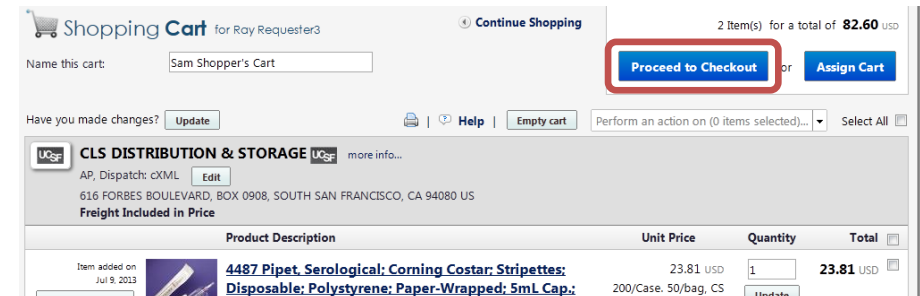 Shopping Cart for Ray Requester3
Continue Shopping
2 Item(s) for a total of 82.60 USD
Name this cart: Sam Shopper's Cart
Proceed to Checkout or Assign Cart
Have you made changes? Update
| Help | Empty cart
Perform an action on (0 items selected)... Select All
UCSF CLS DISTRIBUTION & STORAGE UCSF more info...
AP, Dispatch: cXML Edit
616 FORBES BOULEVARD, BOX 0908, SOUTH SAN FRANCISCO, CA 94080 US
Freight Included in Price
Product Description Unit Price Quantity Total
Item added on
Jul 9, 2013
4487 Pipet, Serological; Corning Costar; Stripettes;
Disposable; Polystyrene; Paper-Wrapped; 5mL Cap.;
23.81 USD
200/Case. 50/bag, CS
1
Update
23.81 USD